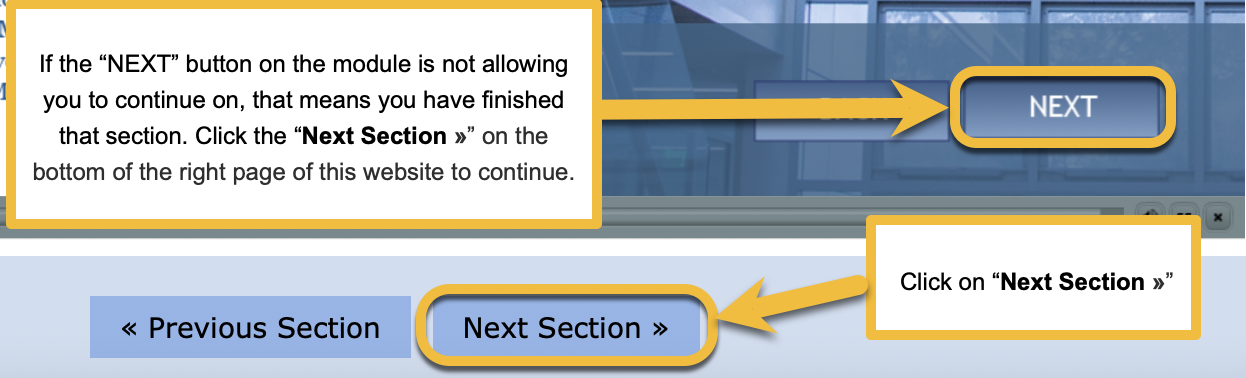 If the “NEXT” button on the module is not allowing
you to continue on, that means you have finished
that section. Click the “Next Section »” on the
bottom of the right page of this website to continue.
NEXT
Click on “Next Section »”
« Previous Section
Next Section »